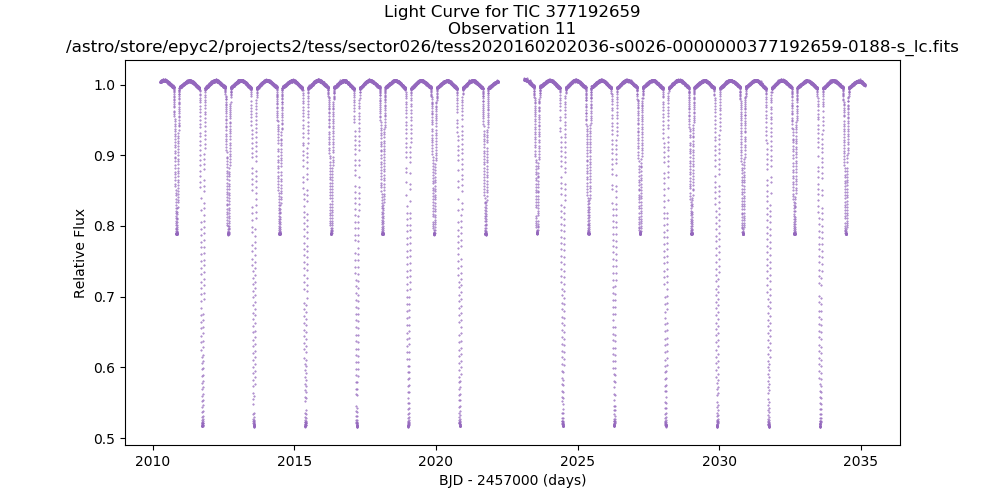 Light Curve for TIC 377192659
Observation 11
/astro/store/epyc2/projects2/tess/sector026/tess2020160202036-s0026-0000000377192659-0188-s_lc.fits
1.0
0.9
0.8
0.7
0.6
0.5
Relative Flux
2010 2015 2020 2025 2030 2035
BJD - 2457000 (days)